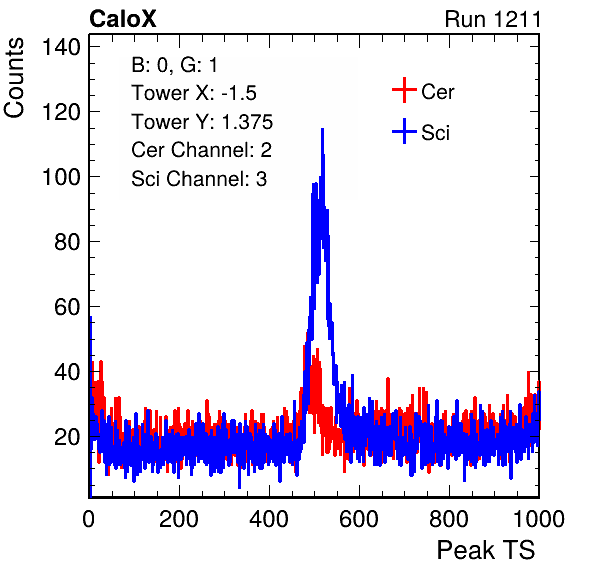 CaloX Run 1211
Counts
B: 0, G: 1
Tower X: -1.5
Tower Y: 1.375
Cer Channel: 2
Sci Channel: 3
Cer
Sci
140
120
100
80
60
40
20
0 200 400 600 800 1000
Peak TS